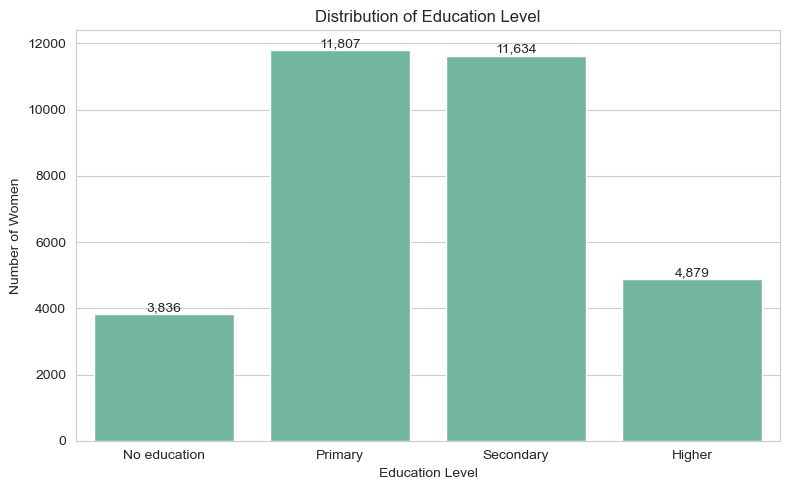 Distribution of Education Level
Number of Women
12000
10000
8000
6000
4000
2000
0
3,836
11,807
11,634
4,879
No education
Primary
Secondary
Higher
Education Level